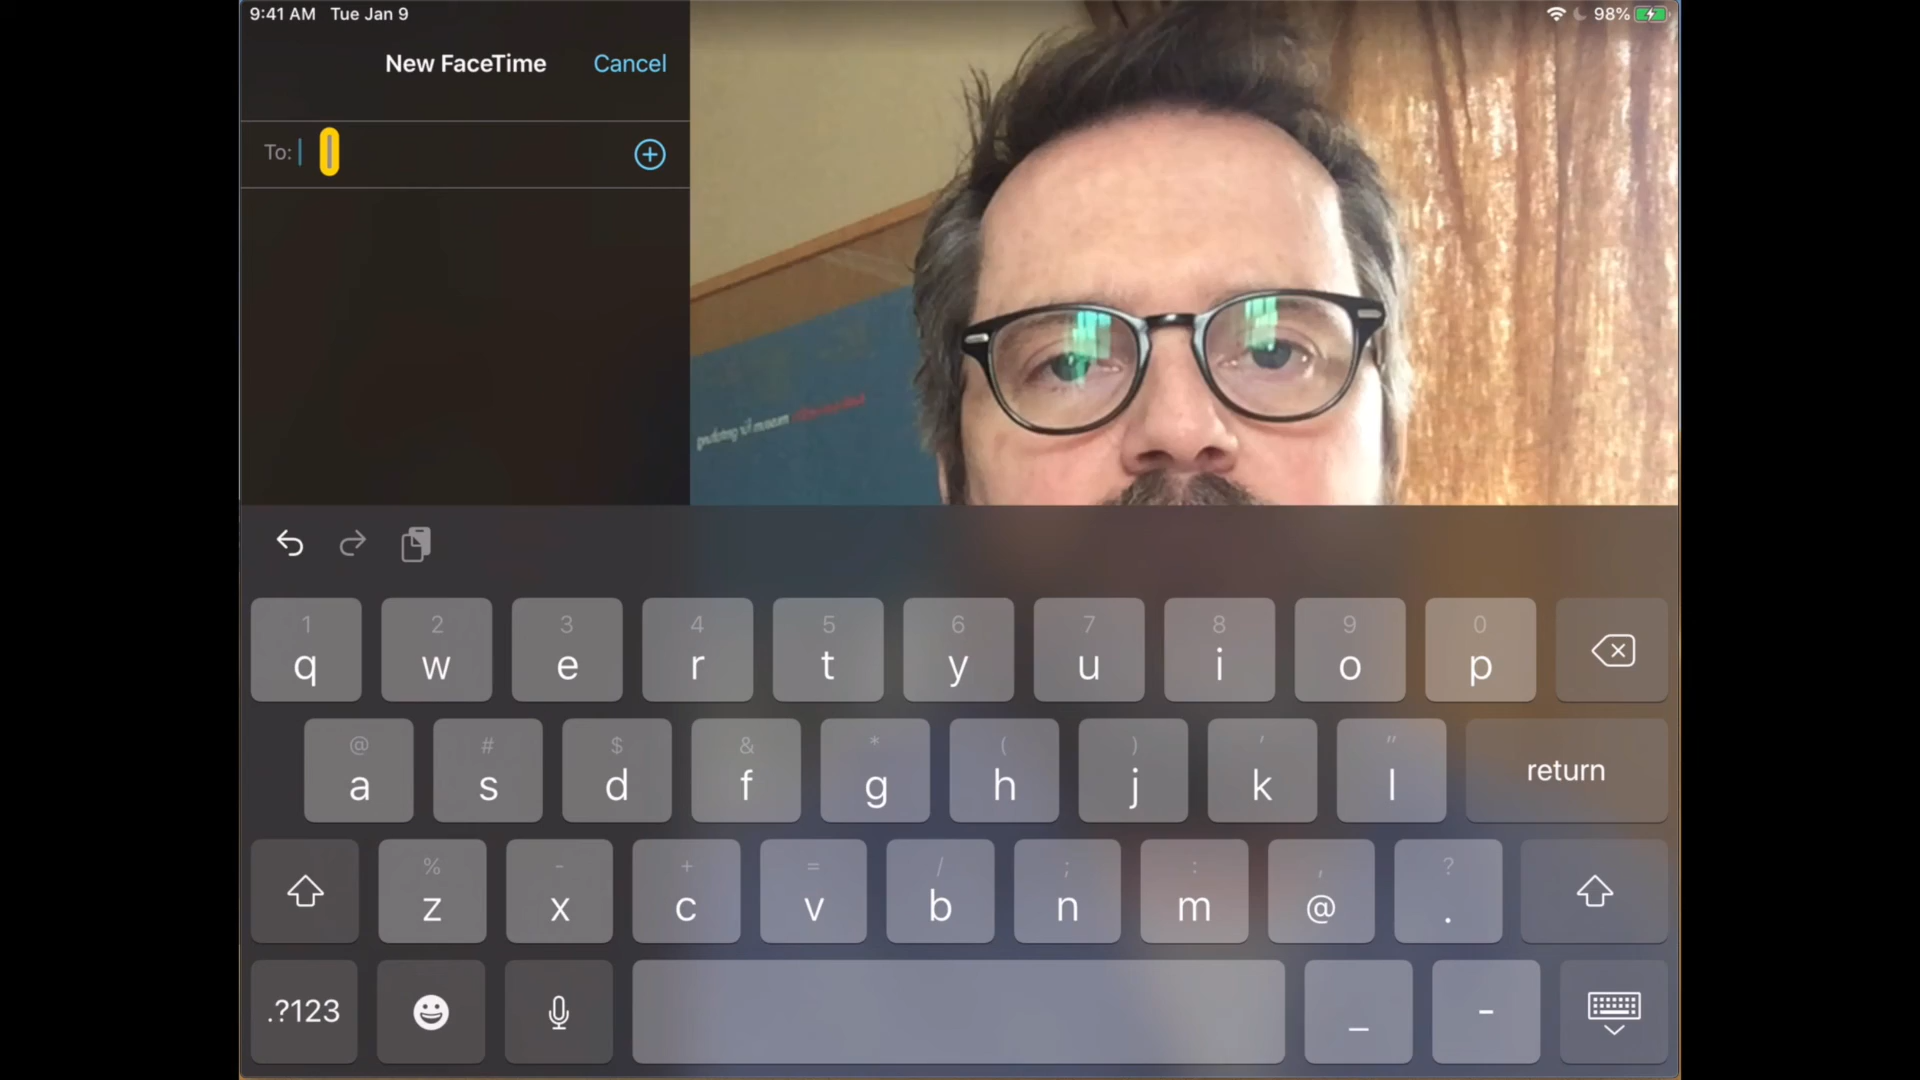 9:41 AM Tue Jan 9
98%
New FaceTime
Cancel
To:
1 2 3 4 5 6 7 8 9 0
q w e r t y u i o p
@ # $ & * ( ) ' "
a s d f g h j k l
return
% - + = / ; : , ?
z x c v b n m @ .
.?123
_ -